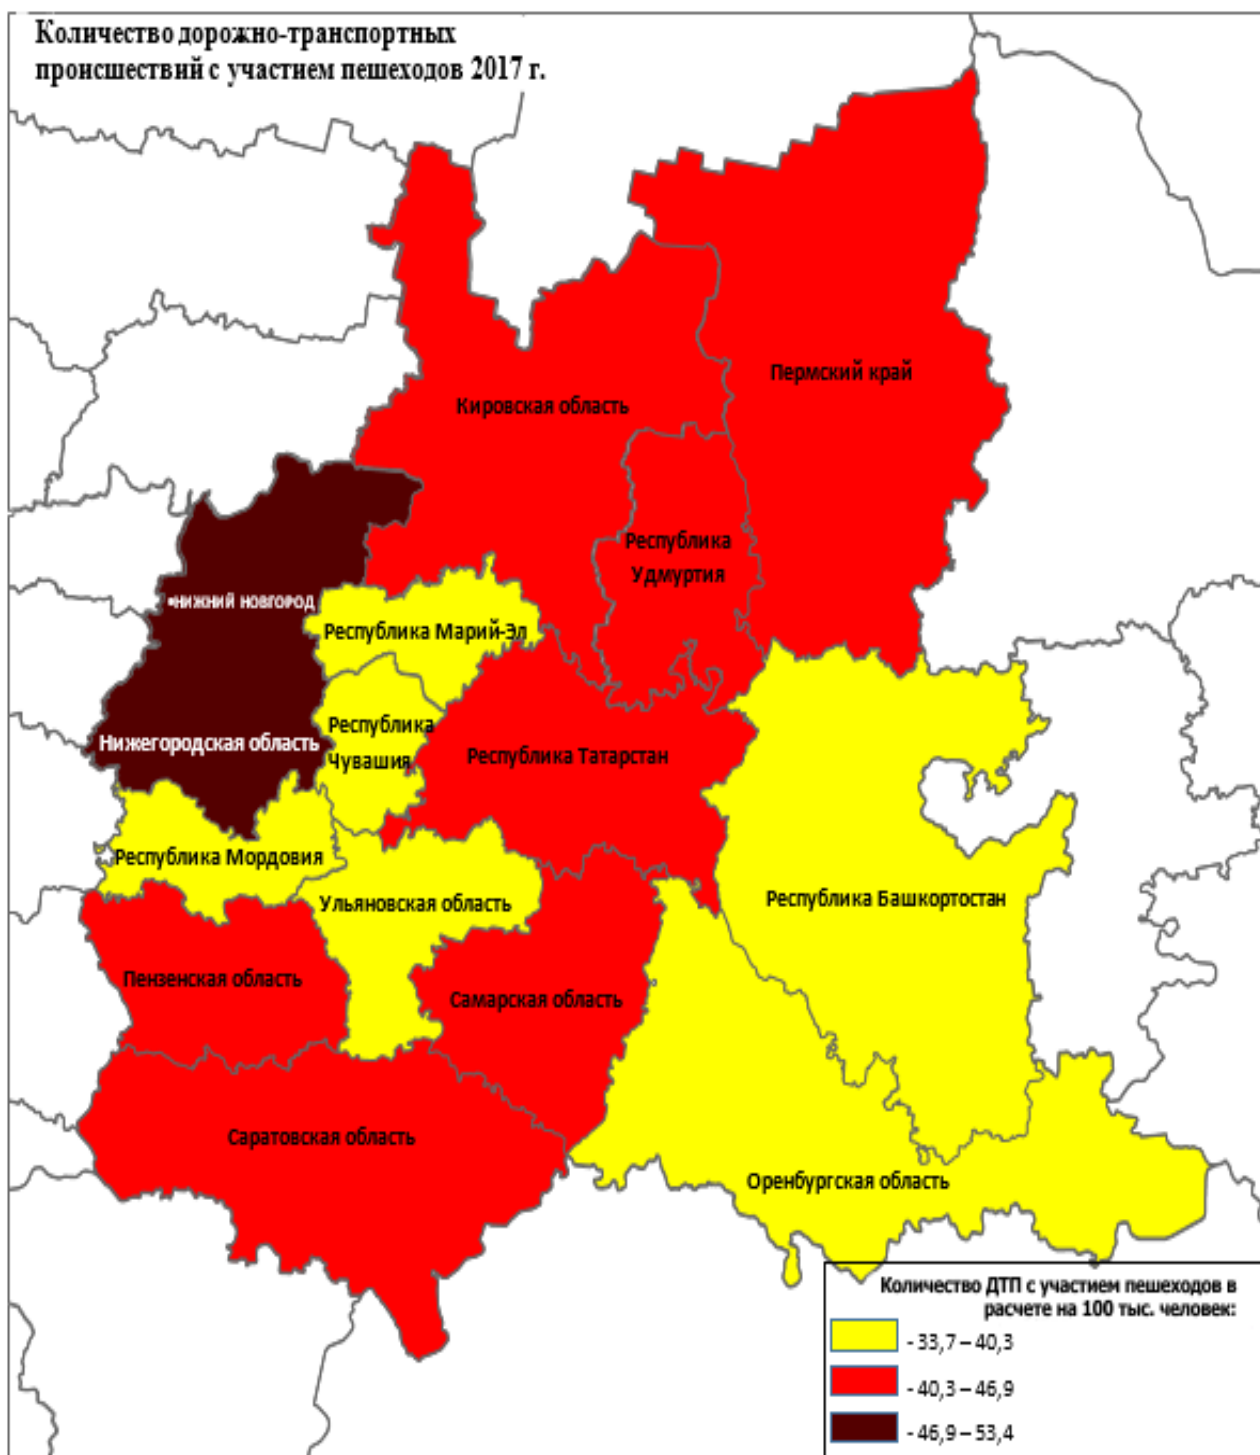 Количество дорожно-транспортных
происшествий с участием пешеходов 2017 г.
Пермский край
Кировская область
Республика
Удмуртия
•НИЖНИЙ НОВГОРОД
Республика Марий-Эл
Республика
Чувашия
Нижегородская область
Республика Татарстан
Республика Мордовия
Ульяновская область
Республика Башкортостан
Пензенская область
Самарская область
Саратовская область
Оренбургская область
Количество ДТП с участием пешеходов в
расчете на 100 тыс. человек:
- 33,7 – 40,3
- 40,3 – 46,9
- 46,9 – 53,4